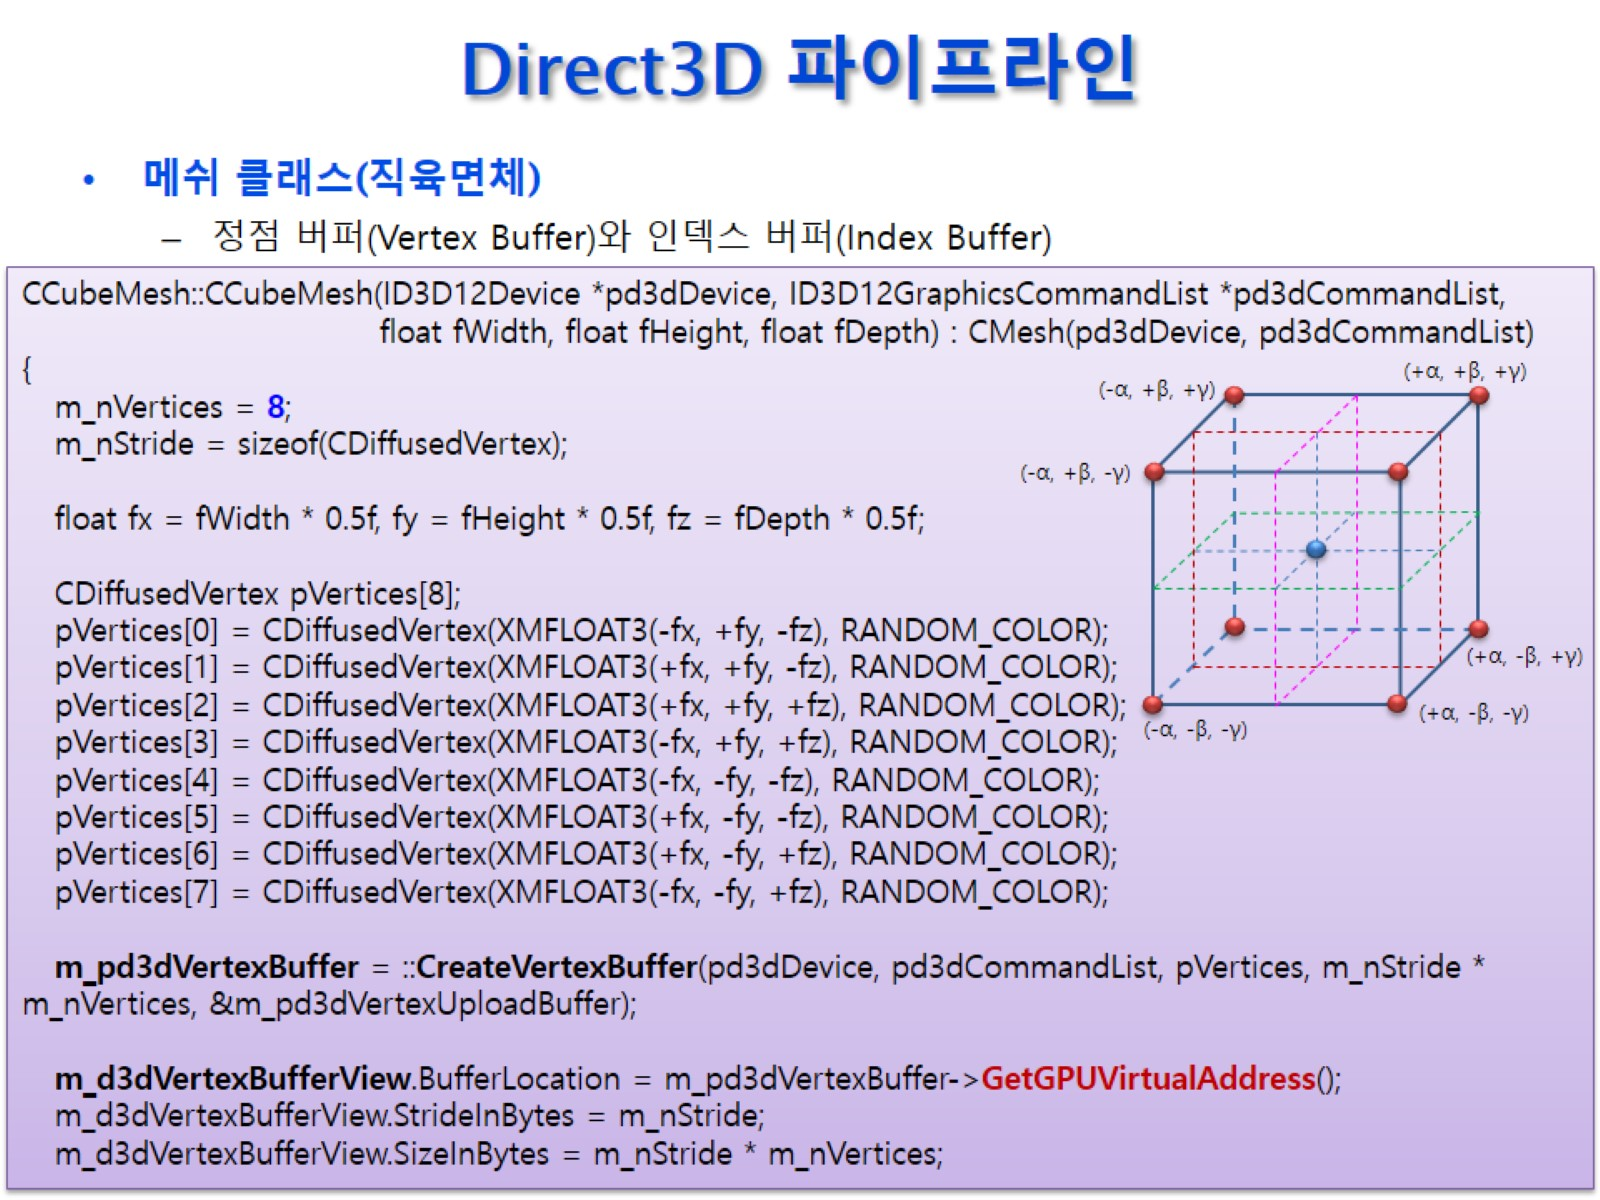 Direct3D 파이프라인
• 메쉬 클래스(직육면체)
– 정점 버퍼(Vertex Buffer)와 인덱스 버퍼(Index Buffer)
CCubeMesh::CCubeMesh(ID3D12Device *pd3dDevice, ID3D12GraphicsCommandList *pd3dCommandList,
float fWidth, float fHeight, float fDepth) : CMesh(pd3dDevice, pd3dCommandList)
{
m_nVertices = 8;
m_nStride = sizeof(CDiffusedVertex);
float fx = fWidth * 0.5f, fy = fHeight * 0.5f, fz = fDepth * 0.5f;
CDiffusedVertex pVertices[8];
pVertices[0] = CDiffusedVertex(XMFLOAT3(-fx, +fy, -fz), RANDOM_COLOR);
pVertices[1] = CDiffusedVertex(XMFLOAT3(+fx, +fy, -fz), RANDOM_COLOR);
pVertices[2] = CDiffusedVertex(XMFLOAT3(+fx, +fy, +fz), RANDOM_COLOR);
pVertices[3] = CDiffusedVertex(XMFLOAT3(-fx, +fy, +fz), RANDOM_COLOR);
pVertices[4] = CDiffusedVertex(XMFLOAT3(-fx, -fy, -fz), RANDOM_COLOR);
pVertices[5] = CDiffusedVertex(XMFLOAT3(+fx, -fy, -fz), RANDOM_COLOR);
pVertices[6] = CDiffusedVertex(XMFLOAT3(+fx, -fy, +fz), RANDOM_COLOR);
pVertices[7] = CDiffusedVertex(XMFLOAT3(-fx, -fy, +fz), RANDOM_COLOR);
m_pd3dVertexBuffer = ::CreateVertexBuffer(pd3dDevice, pd3dCommandList, pVertices, m_nStride *
m_nVertices, &m_pd3dVertexUploadBuffer);
m_d3dVertexBufferView.BufferLocation = m_pd3dVertexBuffer->GetGPUVirtualAddress();
m_d3dVertexBufferView.StrideInBytes = m_nStride;
m_d3dVertexBufferView.SizeInBytes = m_nStride * m_nVertices;
(+α, +β, +γ)
(-α, +β, +γ)
(-α, +β, -γ)
(+α, -β, +γ)
(+α, -β, -γ)
(-α, -β, -γ)